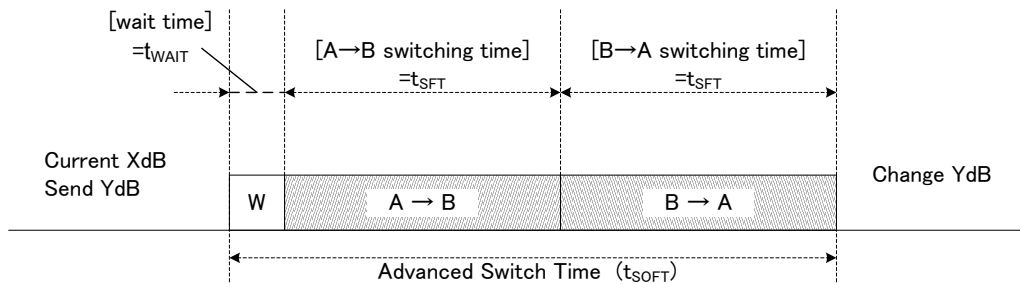 [wait time]
=tWAIT
[A→B switching time]
=tSFT
[B→A switching time]
=tSFT
Current XdB
Send YdB
W
A → B
B → A
Change YdB
Advanced Switch Time (tSOFT)